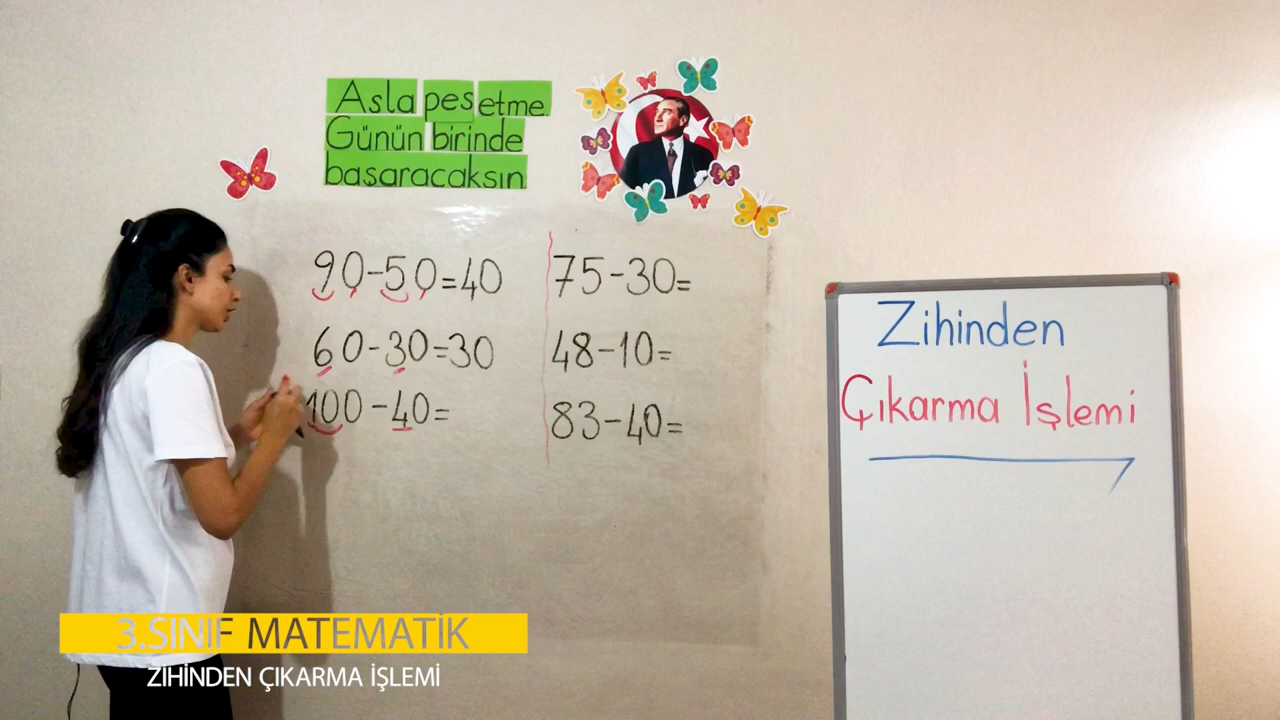 Asla pes etme.
Günün birinde
başaracaksın
90-50=40
60-30=30
100-40=
75-30=
48-10=
83-40=
Zihinden
Çıkarma İşlemi
3.SINIF MATEMATİK
ZİHİNDEN ÇIKARMA İŞLEMİ